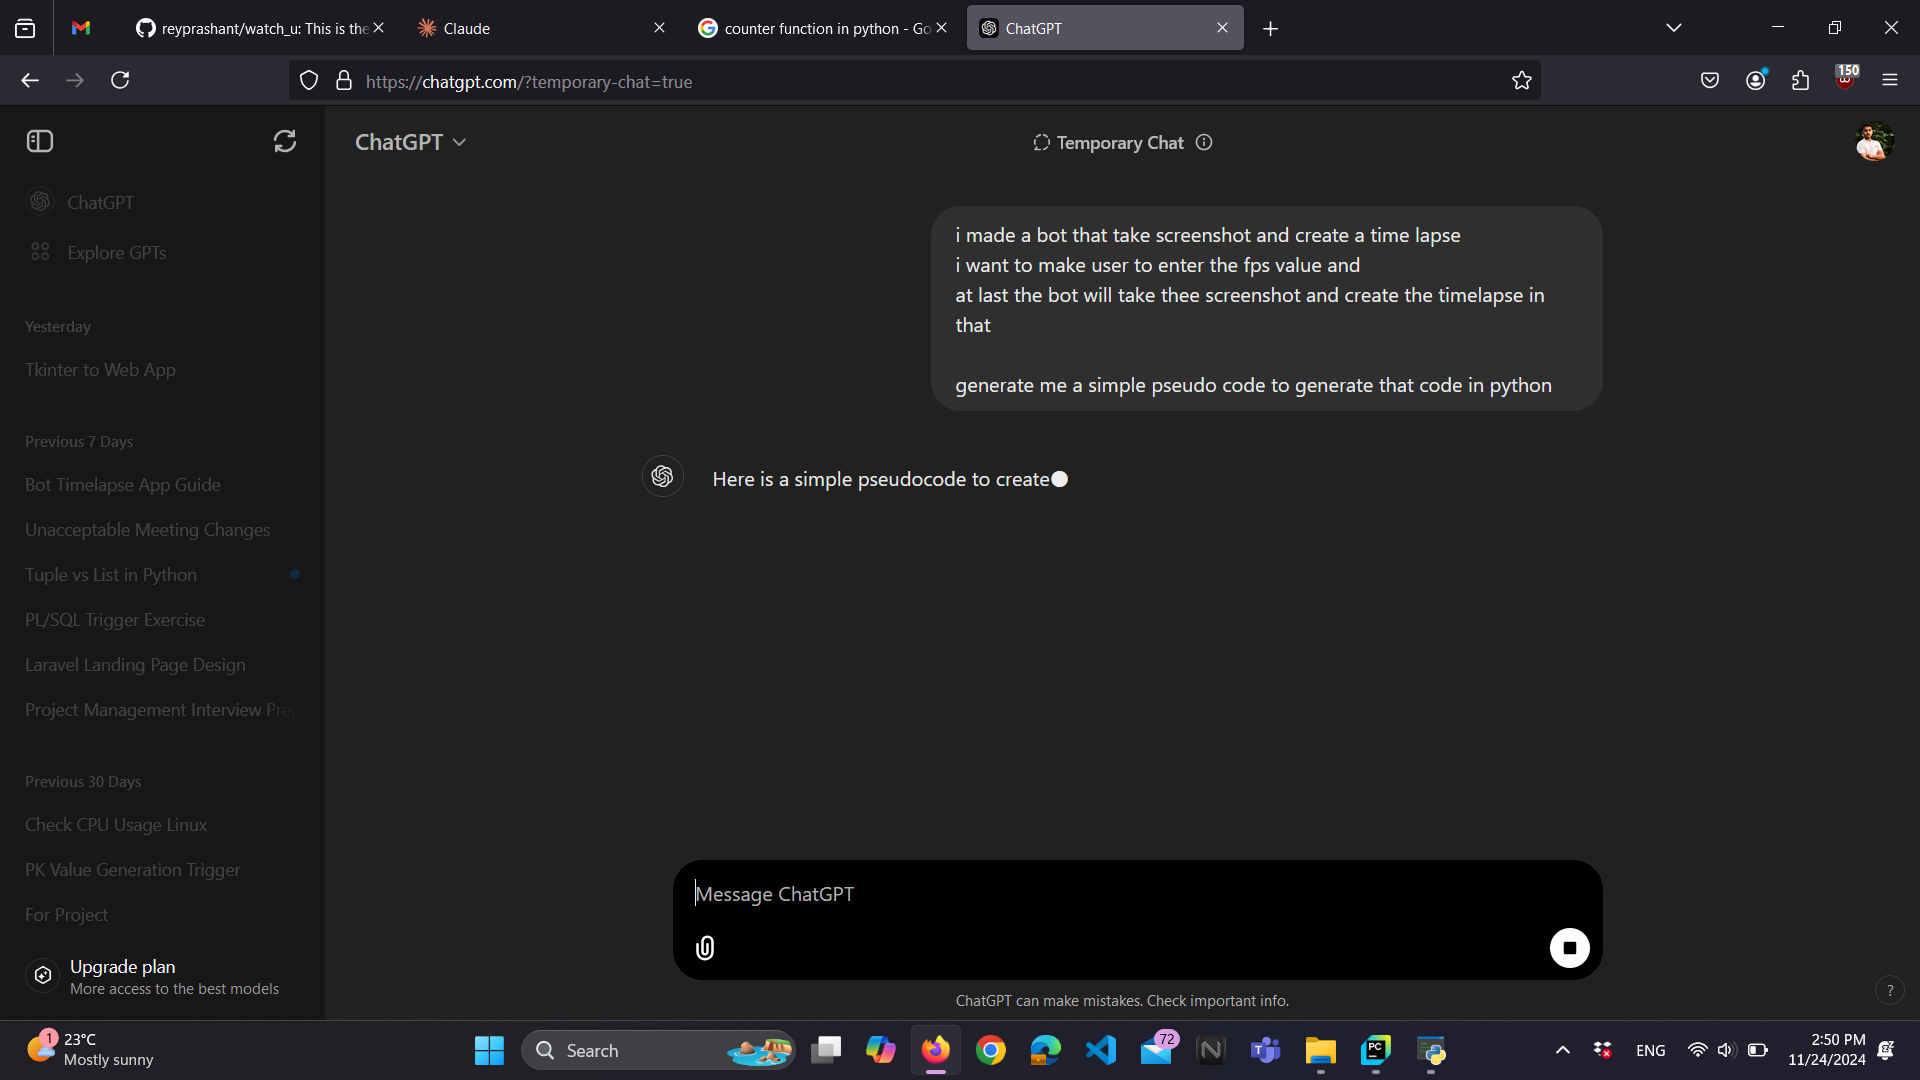 reyprashant/watch_u: This is the
Claude
counter function in python - Go
ChatGPT
https://chatgpt.com/?temporary-chat=true
150
ChatGPT
Temporary Chat
ChatGPT
Explore GPTs
Yesterday
Tkinter to Web App
Previous 7 Days
Bot Timelapse App Guide
Unacceptable Meeting Changes
Tuple vs List in Python
PL/SQL Trigger Exercise
Laravel Landing Page Design
Project Management Interview Prep
Previous 30 Days
Check CPU Usage Linux
PK Value Generation Trigger
For Project
Upgrade plan
More access to the best models
i made a bot that take screenshot and create a time lapse
i want to make user to enter the fps value and
at last the bot will take thee screenshot and create the timelapse in
that
generate me a simple pseudo code to generate that code in python
Here is a simple pseudocode to create
Message ChatGPT
ChatGPT can make mistakes. Check important info.
?
1
23°C
Mostly sunny
Search
72
PC
ENG
2:50 PM
11/24/2024